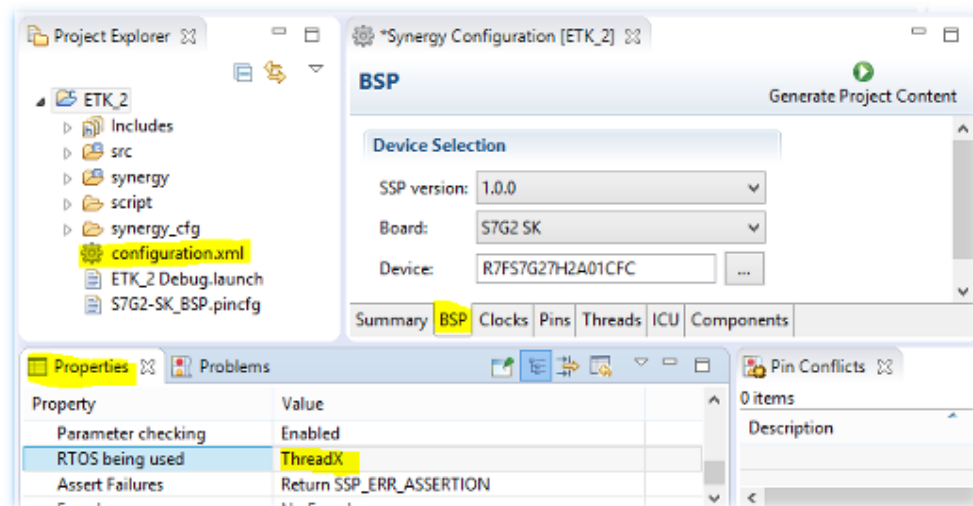 Project Explorer
*Synergy Configuration [ETK_2]
ETK_2
Includes
src
synergy
script
synergy_cfg
configuration.xml
ETK_2 Debug.launch
S7G2-SK_BSP.pincfg
BSP
Generate Project Content
Device Selection
SSP version: 1.0.0
Board: S7G2 SK
Device: R7FS7G27H2A01CFC ...
Summary BSP Clocks Pins Threads ICU Components
Properties Problems
Property Value
Parameter checking Enabled
RTOS being used ThreadX
Assert Failures Return SSP_ERR_ASSERTION
Pin Conflicts
0 items
Description